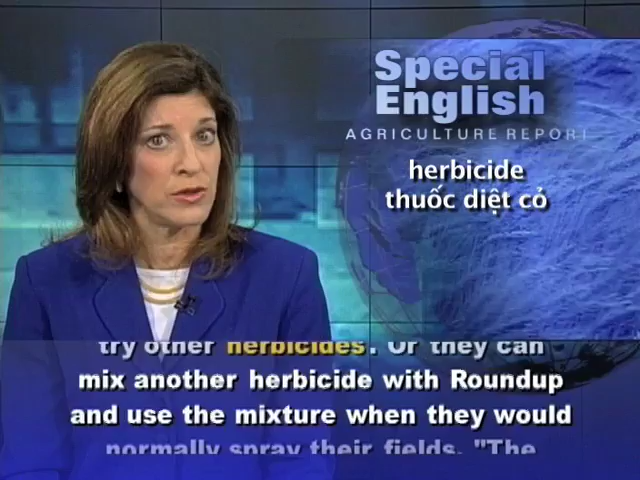 Special
English
AGRICULTURE REPORT
herbicide
thuốc diệt cỏ
try other herbicides. Or they can
mix another herbicide with Roundup
and use the mixture when they would
normally spray their fields. "The